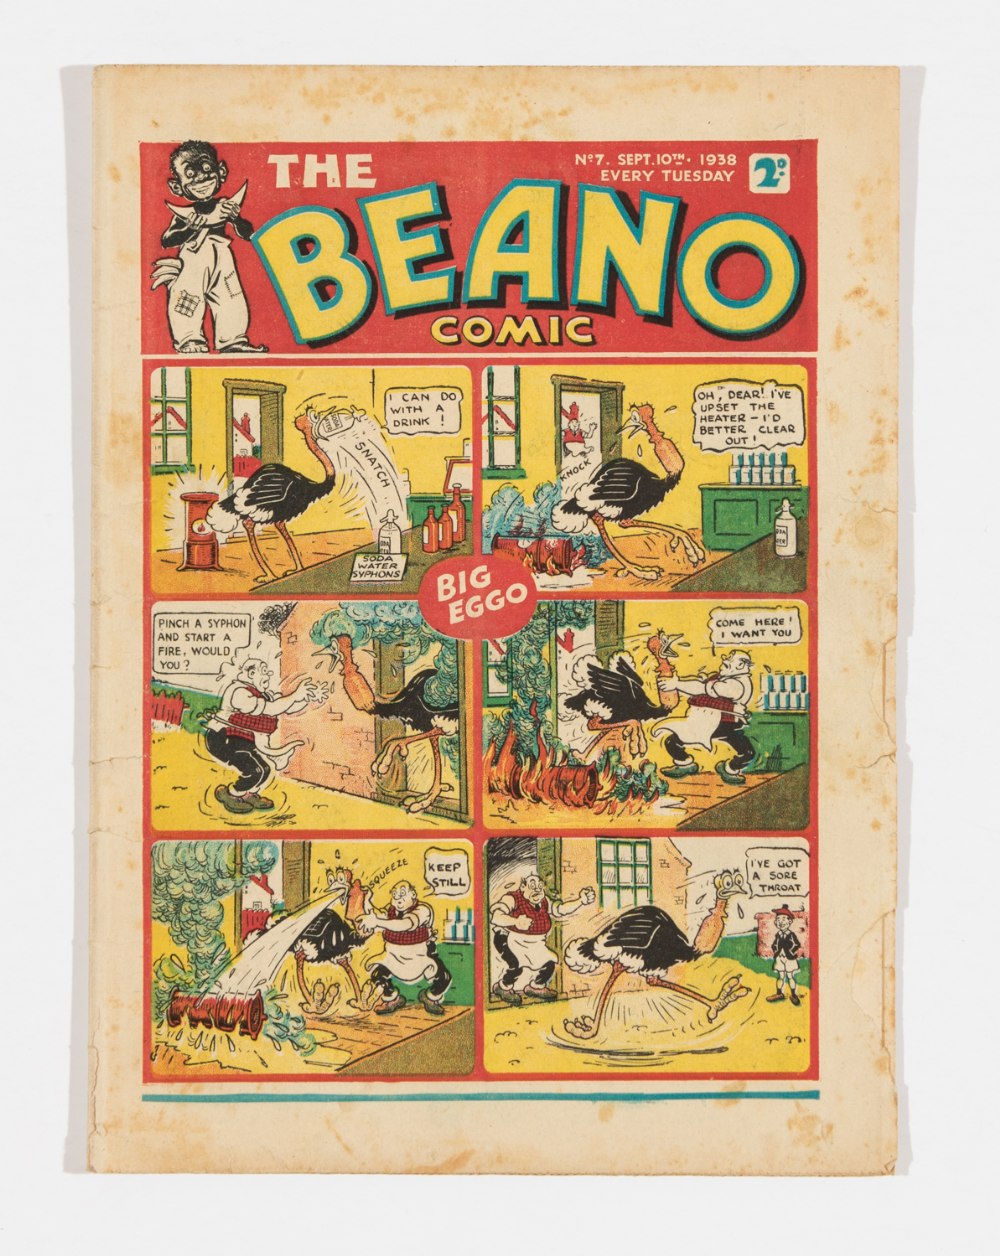 THE
Nº7. SEPT.10TH. 1938
EVERY TUESDAY
2D.
BEANO
COMIC
I CAN DO
WITH A
DRINK !
SNATCH
SODA
WATER
SYPHONS
OH, DEAR! I'VE
UPSET THE
HEATER – I'D
BETTER CLEAR
OUT !
KNOCK
BIG
EGGO
PINCH A SYPHON
AND START A
FIRE, WOULD
YOU ?
COME HERE !
I WANT YOU
SQUEEZE
KEEP
STILL
I'VE GOT
A SORE
THROAT